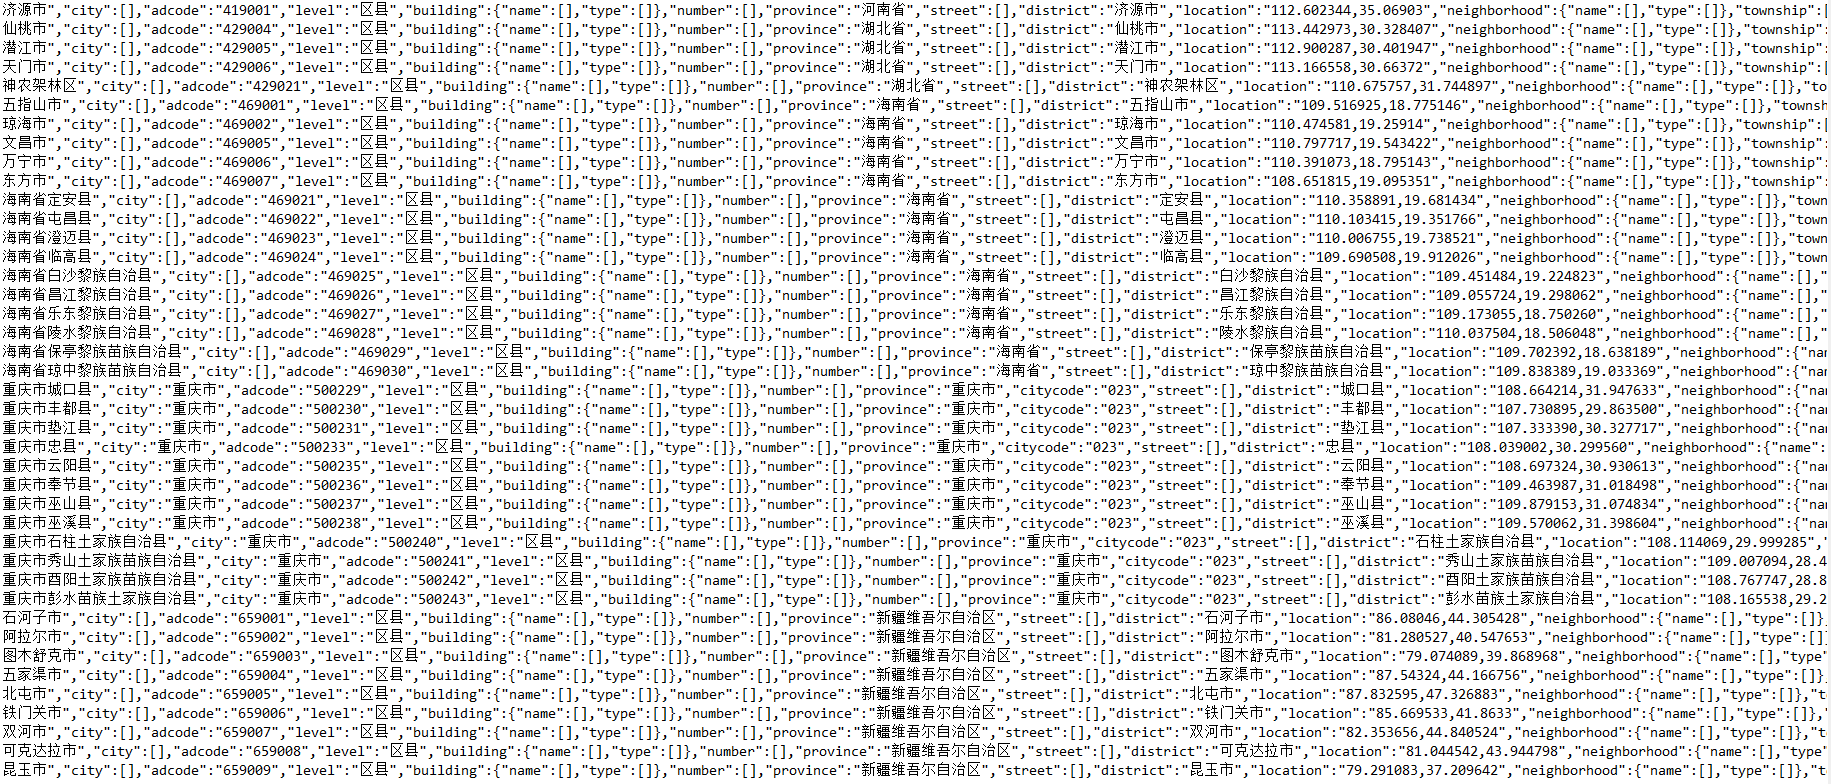 济源市","city":[],"adcode":"419001","level":"区县","building":{"name":[],"type":[]},"number":[],"province":"河南省","street":[],"district":"济源市","location":"112.602344,35.06903","neighborhood":{"name":[],"type":[]},"township":[
仙桃市","city":[],"adcode":"429004","level":"区县","building":{"name":[],"type":[]},"number":[],"province":"湖北省","street":[],"district":"仙桃市","location":"113.442973,30.328407","neighborhood":{"name":[],"type":[]},"township":
潜江市","city":[],"adcode":"429005","level":"区县","building":{"name":[],"type":[]},"number":[],"province":"湖北省","street":[],"district":"潜江市","location":"112.900287,30.401947","neighborhood":{"name":[],"type":[]},"township":
天门市","city":[],"adcode":"429006","level":"区县","building":{"name":[],"type":[]},"number":[],"province":"湖北省","street":[],"district":"天门市","location":"113.166558,30.66372","neighborhood":{"name":[],"type":[]},"township":[
神农架林区","city":[],"adcode":"429021","level":"区县","building":{"name":[],"type":[]},"number":[],"province":"湖北省","street":[],"district":"神农架林区","location":"110.675757,31.744897","neighborhood":{"name":[],"type":[]},"to
五指山市","city":[],"adcode":"469001","level":"区县","building":{"name":[],"type":[]},"number":[],"province":"海南省","street":[],"district":"五指山市","location":"109.516925,18.775146","neighborhood":{"name":[],"type":[]},"townsh
琼海市","city":[],"adcode":"469002","level":"区县","building":{"name":[],"type":[]},"number":[],"province":"海南省","street":[],"district":"琼海市","location":"110.474581,19.25914","neighborhood":{"name":[],"type":[]},"township":[
文昌市","city":[],"adcode":"469005","level":"区县","building":{"name":[],"type":[]},"number":[],"province":"海南省","street":[],"district":"文昌市","location":"110.797717,19.543422","neighborhood":{"name":[],"type":[]},"township":
万宁市","city":[],"adcode":"469006","level":"区县","building":{"name":[],"type":[]},"number":[],"province":"海南省","street":[],"district":"万宁市","location":"110.391073,18.795143","neighborhood":{"name":[],"type":[]},"township":
东方市","city":[],"adcode":"469007","level":"区县","building":{"name":[],"type":[]},"number":[],"province":"海南省","street":[],"district":"东方市","location":"108.651815,19.095351","neighborhood":{"name":[],"type":[]},"township":
海南省定安县","city":[],"adcode":"469021","level":"区县","building":{"name":[],"type":[]},"number":[],"province":"海南省","street":[],"district":"定安县","location":"110.358891,19.681434","neighborhood":{"name":[],"type":[]},"town
海南省屯昌县","city":[],"adcode":"469022","level":"区县","building":{"name":[],"type":[]},"number":[],"province":"海南省","street":[],"district":"屯昌县","location":"110.103415,19.351766","neighborhood":{"name":[],"type":[]},"town
海南省澄迈县","city":[],"adcode":"469023","level":"区县","building":{"name":[],"type":[]},"number":[],"province":"海南省","street":[],"district":"澄迈县","location":"110.006755,19.738521","neighborhood":{"name":[],"type":[]},"town
海南省临高县","city":[],"adcode":"469024","level":"区县","building":{"name":[],"type":[]},"number":[],"province":"海南省","street":[],"district":"临高县","location":"109.690508,19.912026","neighborhood":{"name":[],"type":[]},"town
海南省白沙黎族自治县","city":[],"adcode":"469025","level":"区县","building":{"name":[],"type":[]},"number":[],"province":"海南省","street":[],"district":"白沙黎族自治县","location":"109.451484,19.224823","neighborhood":{"name":[],"
海南省昌江黎族自治县","city":[],"adcode":"469026","level":"区县","building":{"name":[],"type":[]},"number":[],"province":"海南省","street":[],"district":"昌江黎族自治县","location":"109.055724,19.298062","neighborhood":{"name":[],"
海南省乐东黎族自治县","city":[],"adcode":"469027","level":"区县","building":{"name":[],"type":[]},"number":[],"province":"海南省","street":[],"district":"乐东黎族自治县","location":"109.173055,18.750260","neighborhood":{"name":[],"
海南省陵水黎族自治县","city":[],"adcode":"469028","level":"区县","building":{"name":[],"type":[]},"number":[],"province":"海南省","street":[],"district":"陵水黎族自治县","location":"110.037504,18.506048","neighborhood":{"name":[],"
海南省保亭黎族苗族自治县","city":[],"adcode":"469029","level":"区县","building":{"name":[],"type":[]},"number":[],"province":"海南省","street":[],"district":"保亭黎族苗族自治县","location":"109.702392,18.638189","neighborhood":{"nam
海南省琼中黎族苗族自治县","city":[],"adcode":"469030","level":"区县","building":{"name":[],"type":[]},"number":[],"province":"海南省","street":[],"district":"琼中黎族苗族自治县","location":"109.838389,19.033369","neighborhood":{"nam
重庆市城口县","city":"重庆市","adcode":"500229","level":"区县","building":{"name":[],"type":[]},"number":[],"province":"重庆市","citycode":"023","street":[],"district":"城口县","location":"108.664214,31.947633","neighborhood":{"nam
重庆市丰都县","city":"重庆市","adcode":"500230","level":"区县","building":{"name":[],"type":[]},"number":[],"province":"重庆市","citycode":"023","street":[],"district":"丰都县","location":"107.730895,29.863500","neighborhood":{"nam
重庆市垫江县","city":"重庆市","adcode":"500231","level":"区县","building":{"name":[],"type":[]},"number":[],"province":"重庆市","citycode":"023","street":[],"district":"垫江县","location":"107.333390,30.327717","neighborhood":{"nam
重庆市忠县","city":"重庆市","adcode":"500233","level":"区县","building":{"name":[],"type":[]},"number":[],"province":"重庆市","citycode":"023","street":[],"district":"忠县","location":"108.039002,30.299560","neighborhood":{"name":
重庆市云阳县","city":"重庆市","adcode":"500235","level":"区县","building":{"name":[],"type":[]},"number":[],"province":"重庆市","citycode":"023","street":[],"district":"云阳县","location":"108.697324,30.930613","neighborhood":{"nam
重庆市奉节县","city":"重庆市","adcode":"500236","level":"区县","building":{"name":[],"type":[]},"number":[],"province":"重庆市","citycode":"023","street":[],"district":"奉节县","location":"109.463987,31.018498","neighborhood":{"nam
重庆市巫山县","city":"重庆市","adcode":"500237","level":"区县","building":{"name":[],"type":[]},"number":[],"province":"重庆市","citycode":"023","street":[],"district":"巫山县","location":"109.879153,31.074834","neighborhood":{"nam
重庆市巫溪县","city":"重庆市","adcode":"500238","level":"区县","building":{"name":[],"type":[]},"number":[],"province":"重庆市","citycode":"023","street":[],"district":"巫溪县","location":"109.570062,31.398604","neighborhood":{"nam
重庆市石柱土家族自治县","city":"重庆市","adcode":"500240","level":"区县","building":{"name":[],"type":[]},"number":[],"province":"重庆市","citycode":"023","street":[],"district":"石柱土家族自治县","location":"108.114069,29.999285","
重庆市秀山土家族苗族自治县","city":"重庆市","adcode":"500241","level":"区县","building":{"name":[],"type":[]},"number":[],"province":"重庆市","citycode":"023","street":[],"district":"秀山土家族苗族自治县","location":"109.007094,28.4
重庆市酉阳土家族苗族自治县","city":"重庆市","adcode":"500242","level":"区县","building":{"name":[],"type":[]},"number":[],"province":"重庆市","citycode":"023","street":[],"district":"酉阳土家族苗族自治县","location":"108.767747,28.8
重庆市彭水苗族土家族自治县","city":"重庆市","adcode":"500243","level":"区县","building":{"name":[],"type":[]},"number":[],"province":"重庆市","citycode":"023","street":[],"district":"彭水苗族土家族自治县","location":"108.165538,29.2
石河子市","city":[],"adcode":"659001","level":"区县","building":{"name":[],"type":[]},"number":[],"province":"新疆维吾尔自治区","street":[],"district":"石河子市","location":"86.08046,44.305428","neighborhood":{"name":[],"type":[]},
阿拉尔市","city":[],"adcode":"659002","level":"区县","building":{"name":[],"type":[]},"number":[],"province":"新疆维吾尔自治区","street":[],"district":"阿拉尔市","location":"81.280527,40.547653","neighborhood":{"name":[],"type":[]}
图木舒克市","city":[],"adcode":"659003","level":"区县","building":{"name":[],"type":[]},"number":[],"province":"新疆维吾尔自治区","street":[],"district":"图木舒克市","location":"79.074089,39.868968","neighborhood":{"name":[],"type"
五家渠市","city":[],"adcode":"659004","level":"区县","building":{"name":[],"type":[]},"number":[],"province":"新疆维吾尔自治区","street":[],"district":"五家渠市","location":"87.54324,44.166756","neighborhood":{"name":[],"type":[]},
北屯市","city":[],"adcode":"659005","level":"区县","building":{"name":[],"type":[]},"number":[],"province":"新疆维吾尔自治区","street":[],"district":"北屯市","location":"87.832595,47.326883","neighborhood":{"name":[],"type":[]},"t
铁门关市","city":[],"adcode":"659006","level":"区县","building":{"name":[],"type":[]},"number":[],"province":"新疆维吾尔自治区","street":[],"district":"铁门关市","location":"85.669533,41.8633","neighborhood":{"name":[],"type":[]},"
双河市","city":[],"adcode":"659007","level":"区县","building":{"name":[],"type":[]},"number":[],"province":"新疆维吾尔自治区","street":[],"district":"双河市","location":"82.353656,44.840524","neighborhood":{"name":[],"type":[]},"t
可克达拉市","city":[],"adcode":"659008","level":"区县","building":{"name":[],"type":[]},"number":[],"province":"新疆维吾尔自治区","street":[],"district":"可克达拉市","location":"81.044542,43.944798","neighborhood":{"name":[],"type"
昆玉市","city":[],"adcode":"659009","level":"区县","building":{"name":[],"type":[]},"number":[],"province":"新疆维吾尔自治区","street":[],"district":"昆玉市","location":"79.291083,37.209642","neighborhood":{"name":[],"type":[]},"t